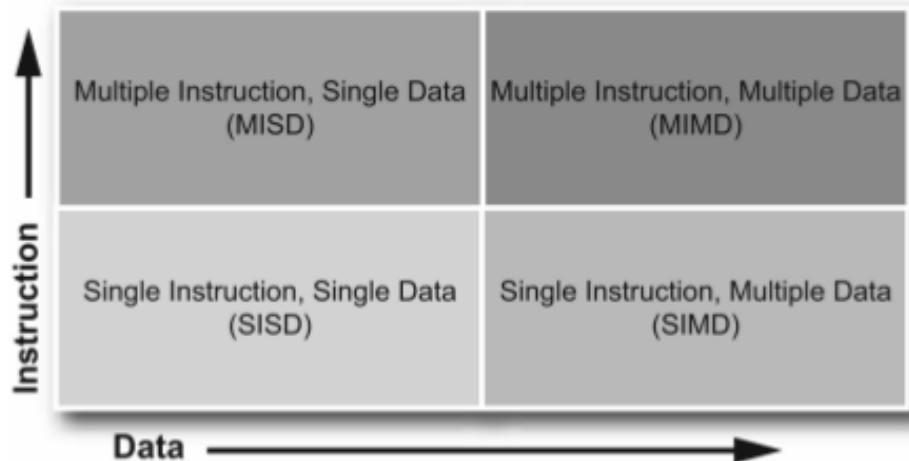 Multiple Instruction, Single Data
(MISD)
Multiple Instruction, Multiple Data
(MIMD)
Instruction
Single Instruction, Single Data
(SISD)
Single Instruction, Multiple Data
(SIMD)
Data